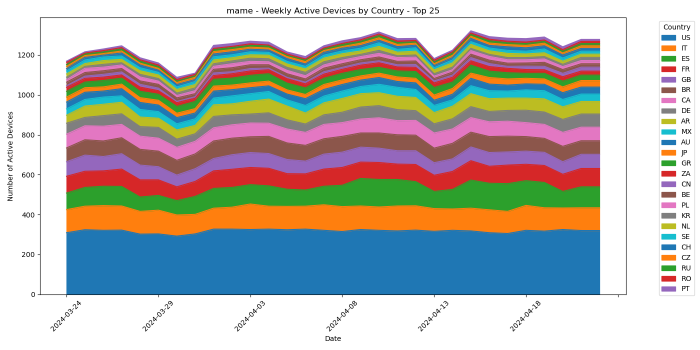 mame - Weekly Active Devices by Country - Top 25
Number of Active Devices
1200
1000
800
600
400
200
0
2024-03-24
2024-03-29
2024-04-03
2024-04-08
2024-04-13
2024-04-18
Date
Country
US
IT
ES
FR
GB
BR
CA
DE
AR
MX
AU
JP
GR
ZA
CN
BE
PL
KR
NL
SE
CH
CZ
RU
RO
PT